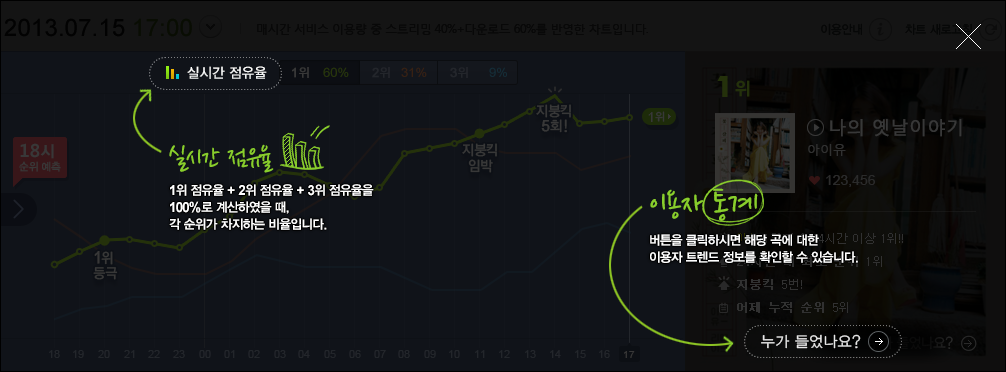 2013.07.15 17:00
매시간 서비스 이용량 중 스트리밍 40%+다운로드 60%를 반영한 차트입니다.
이용안내
차트 새로
실시간 점유율
1위 60%
2위 31%
3위 9%
지붕킥
5회!
1위
1위
18시
순위 예측
지붕킥
임박
실시간 점유율
1위 점유율 + 2위 점유율 + 3위 점유율을
100%로 계산하였을 때,
각 순위가 차지하는 비율입니다.
1위
등극
나의 옛날이야기
아이유
123,456
이용자 통계
버튼을 클릭하시면 해당 곡에 대한
이용자 트렌드 정보를 확인할 수 있습니다.
4시간 이상 1위!!
1위
지붕킥 5번!
어제 누적 순위 5위
누가 들었나요?
18 19 20 21 22 23 00 01 02 03 04 05 06 07 08 09 10 11 12 13 14 15 16 17